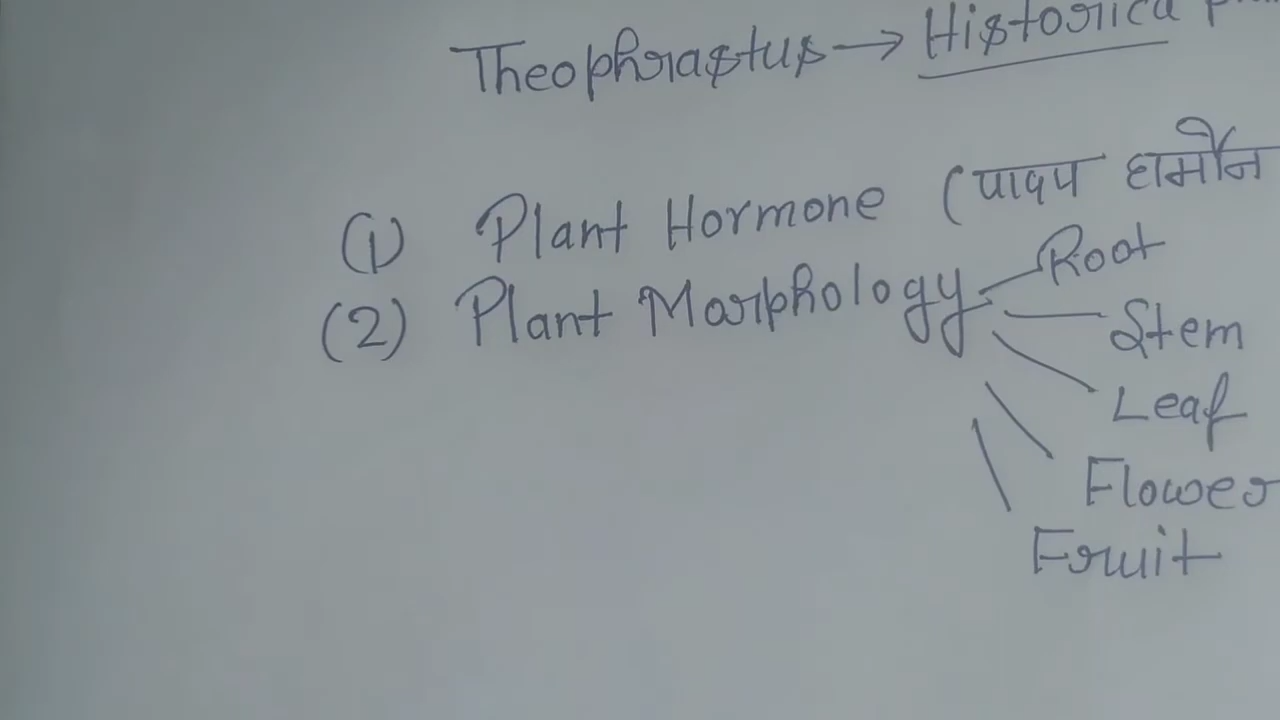 Theophrastus → Historica
(1) Plant Hormone (पादप हार्मोन
(2) Plant Morphology
Root
Stem
Leaf
Flower
Fruit